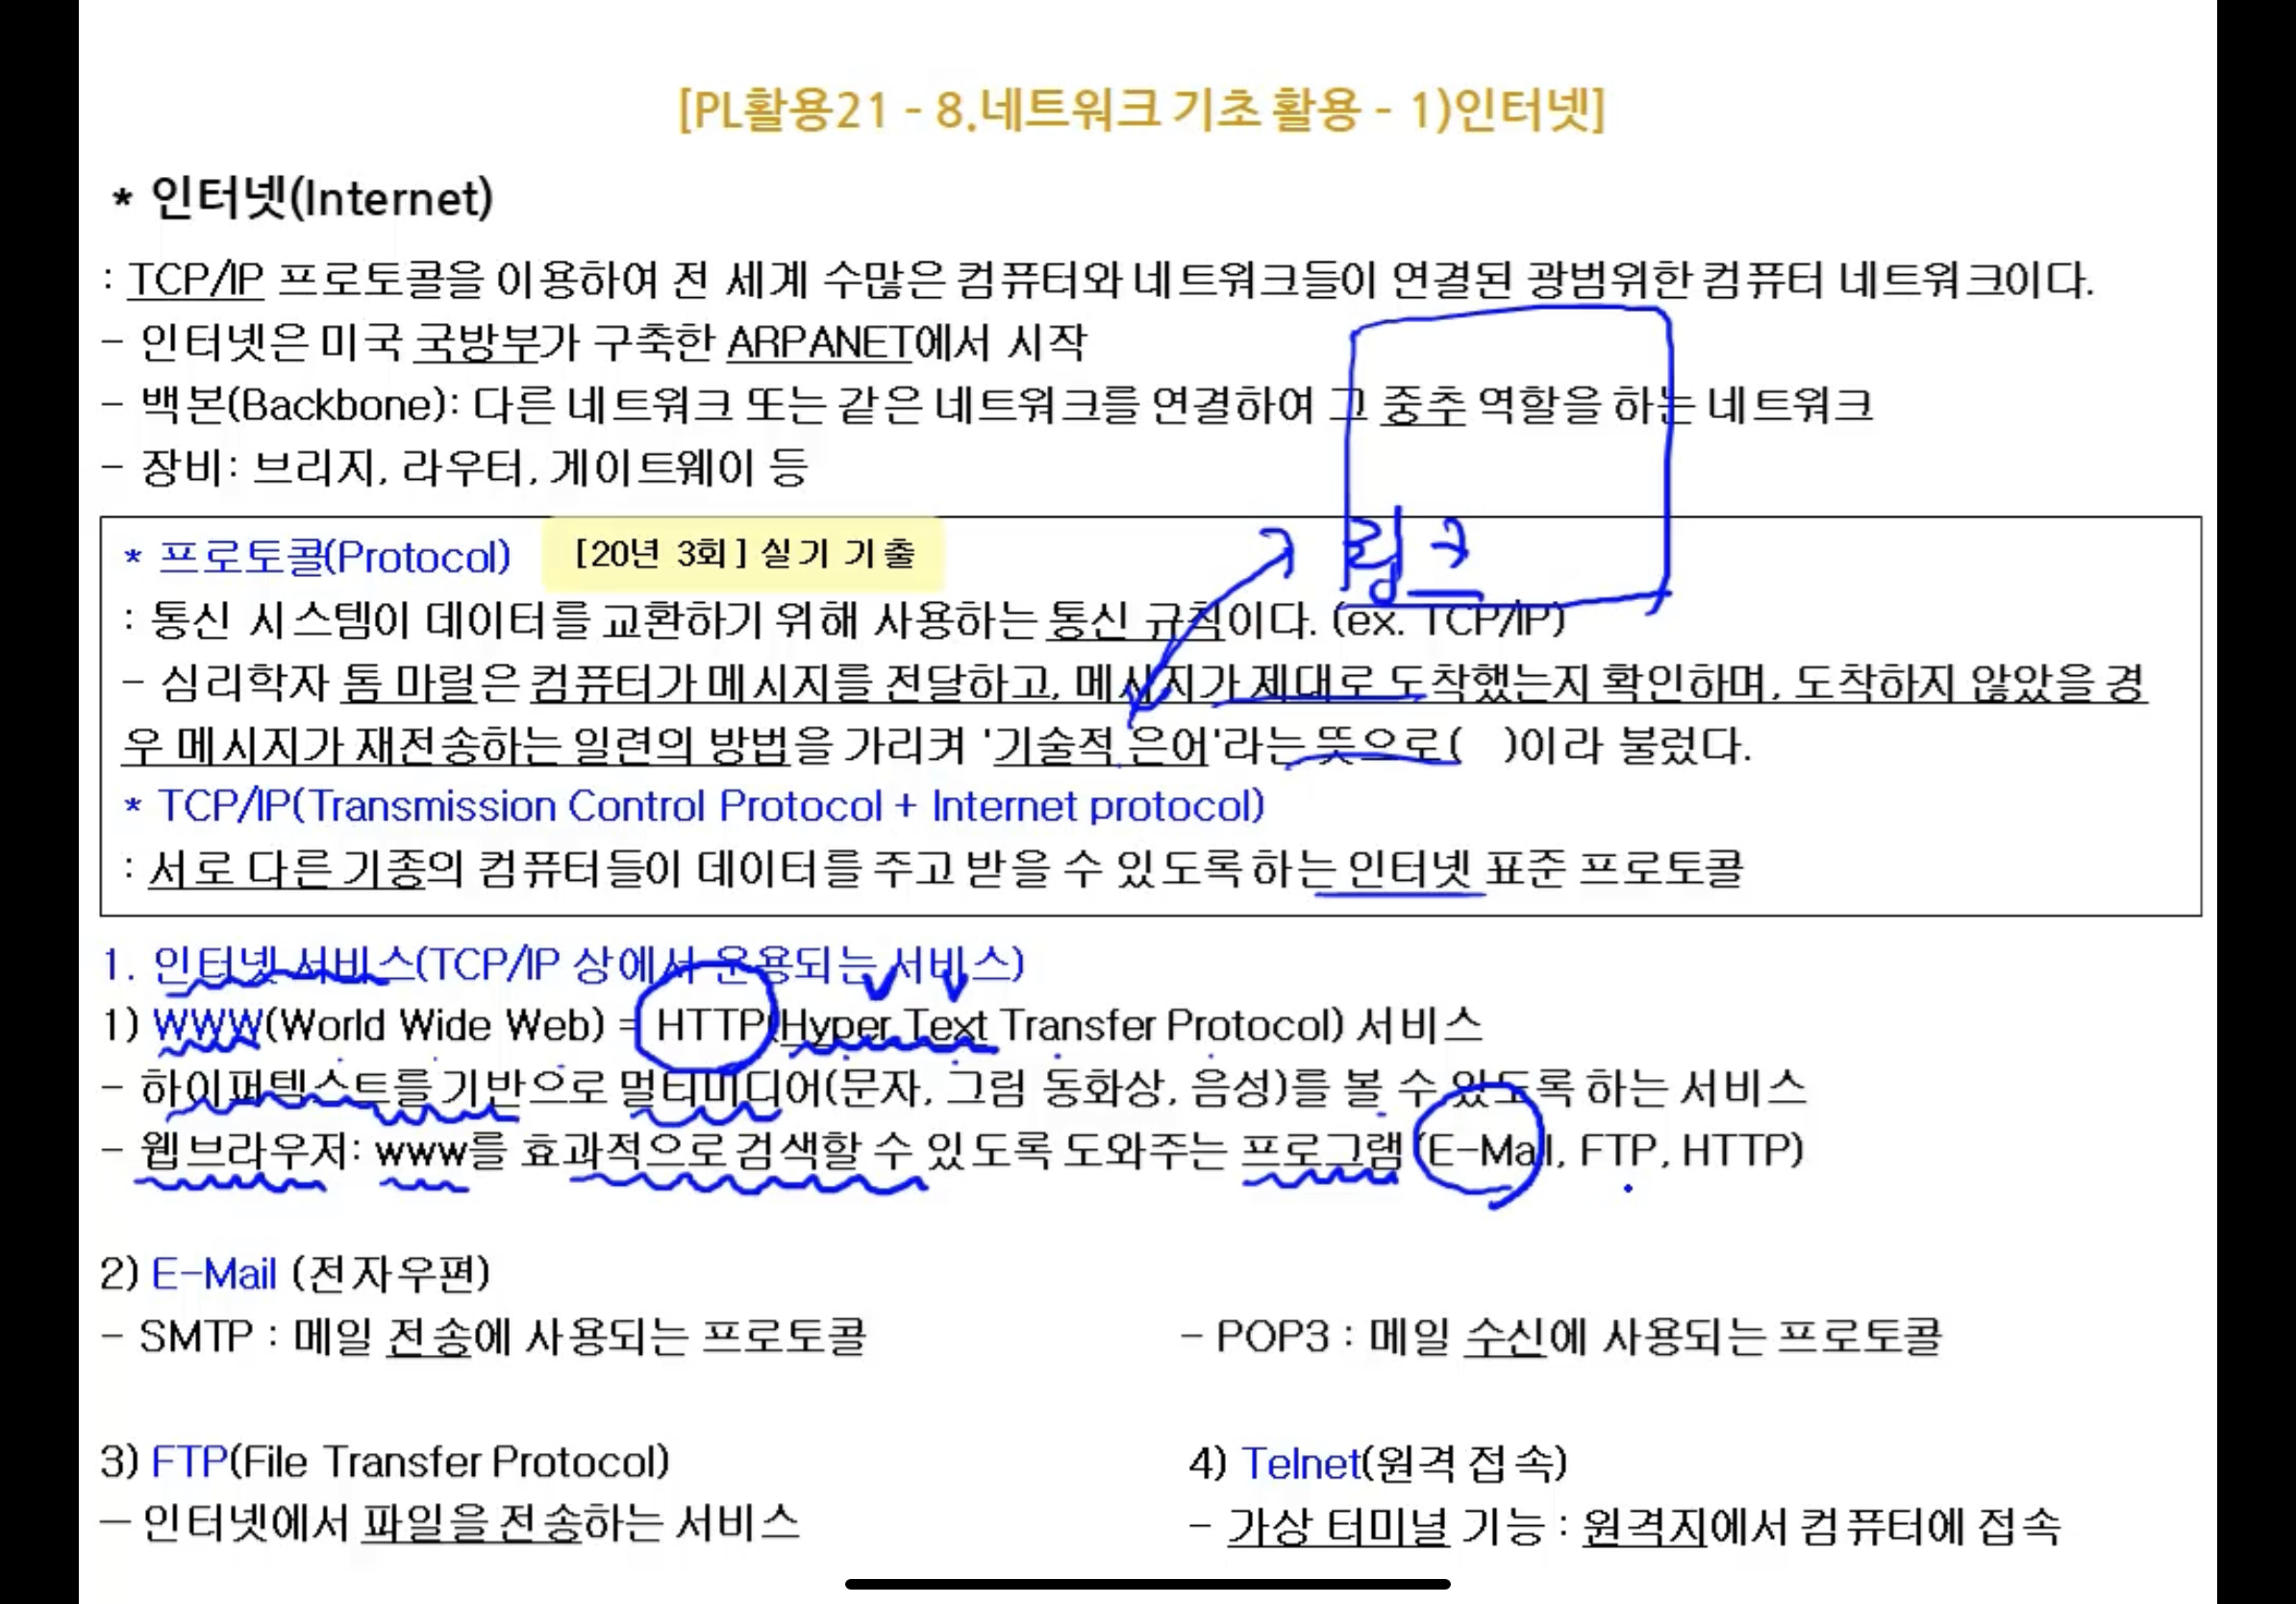 [PL활용21 - 8.네트워크 기초 활용 - 1)인터넷]
* 인터넷(Internet)
: TCP/IP 프로토콜을 이용하여 전 세계 수많은 컴퓨터와 네트워크들이 연결된 광범위한 컴퓨터 네트워크이다.
- 인터넷은 미국 국방부가 구축한 ARPANET에서 시작
- 백본(Backbone): 다른 네트워크 또는 같은 네트워크를 연결하여 그 중추 역할을 하는 네트워크
- 장비: 브리지, 라우터, 게이트웨이 등
* 프로토콜(Protocol) [20년 3회] 실기 기출
: 통신 시스템이 데이터를 교환하기 위해 사용하는 통신 규칙이다. (ex. TCP/IP)
- 심리학자 톰 마릴은 컴퓨터가 메시지를 전달하고, 메시지가 제대로 도착했는지 확인하며, 도착하지 않았을 경
우 메시지가 재전송하는 일련의 방법을 가리켜 '기술적 은어'라는 뜻으로( )이라 불렀다.
* TCP/IP(Transmission Control Protocol + Internet protocol)
: 서로 다른 기종의 컴퓨터들이 데이터를 주고 받을 수 있도록 하는 인터넷 표준 프로토콜
1. 인터넷 서비스(TCP/IP 상에서 운용되는 서비스)
1) WWW(World Wide Web) = HTTP(Hyper Text Transfer Protocol) 서비스
- 하이퍼텍스트를 기반으로 멀티미디어(문자, 그림 동화상, 음성)를 볼 수 있도록 하는 서비스
- 웹브라우저: www를 효과적으로 검색할 수 있도록 도와주는 프로그램 (E-Mail, FTP, HTTP)
2) E-Mail (전자우편)
- SMTP : 메일 전송에 사용되는 프로토콜
- POP3 : 메일 수신에 사용되는 프로토콜
3) FTP(File Transfer Protocol)
- 인터넷에서 파일을 전송하는 서비스
4) Telnet(원격 접속)
- 가상 터미널 기능 : 원격지에서 컴퓨터에 접속